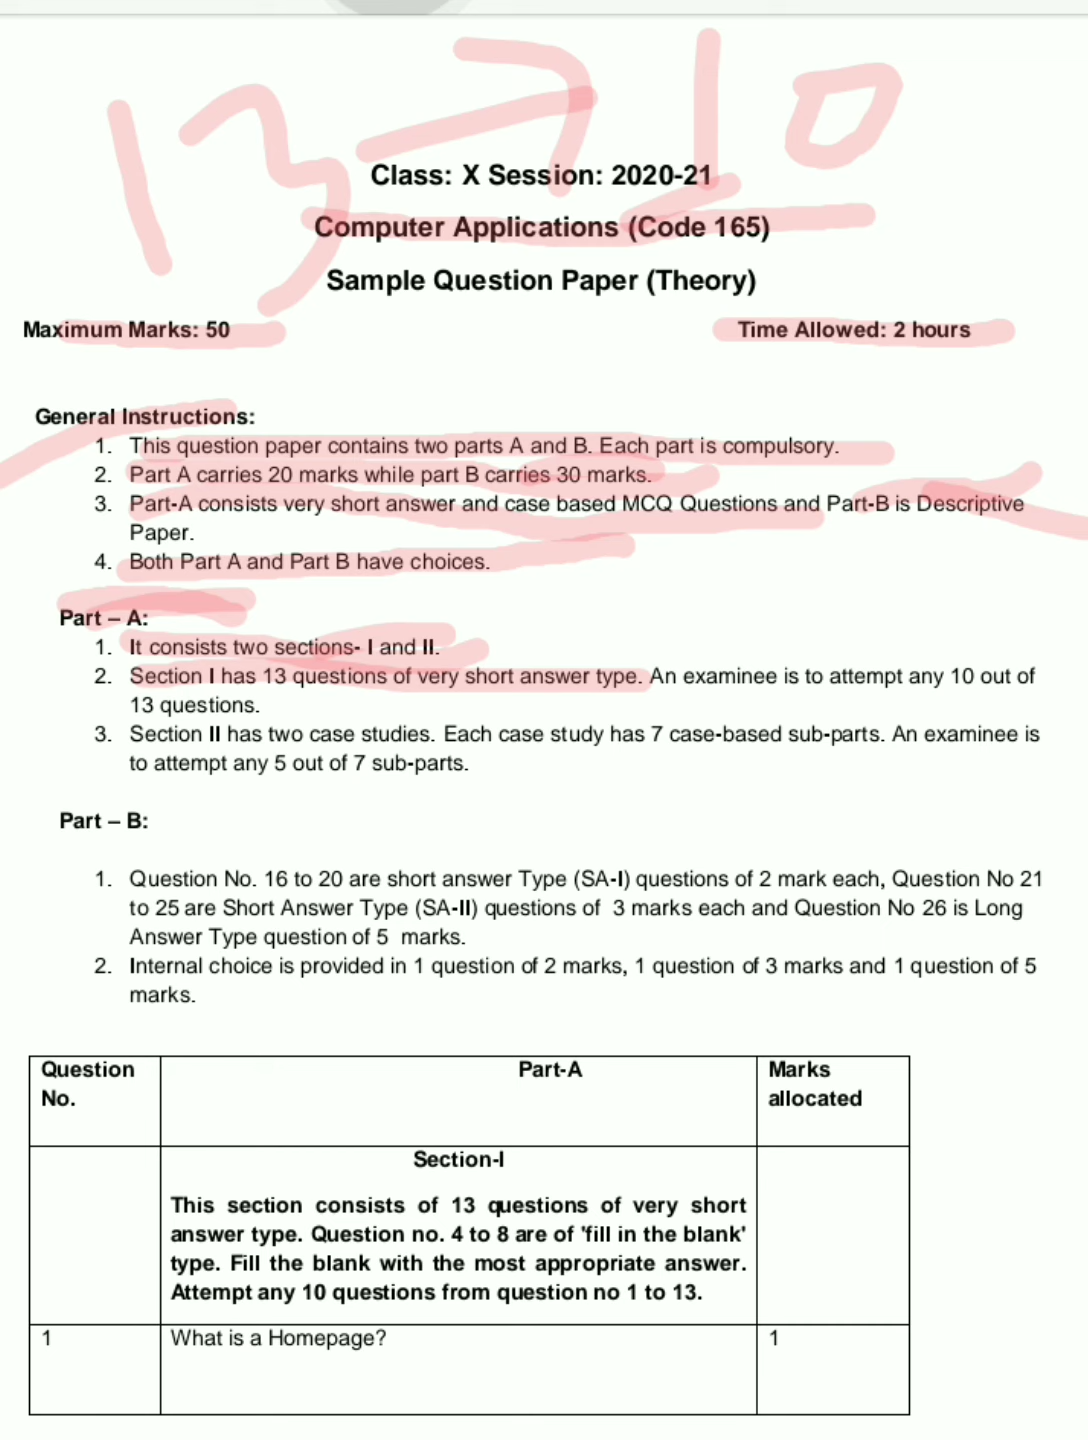 13 → 10
Class: X Session: 2020-21
Computer Applications (Code 165)
Sample Question Paper (Theory)
Maximum Marks: 50 Time Allowed: 2 hours
General Instructions:
1. This question paper contains two parts A and B. Each part is compulsory.
2. Part A carries 20 marks while part B carries 30 marks.
3. Part-A consists very short answer and case based MCQ Questions and Part-B is Descriptive
Paper.
4. Both Part A and Part B have choices.
Part – A:
1. It consists two sections- I and II.
2. Section I has 13 questions of very short answer type. An examinee is to attempt any 10 out of
13 questions.
3. Section II has two case studies. Each case study has 7 case-based sub-parts. An examinee is
to attempt any 5 out of 7 sub-parts.
Part – B:
1. Question No. 16 to 20 are short answer Type (SA-I) questions of 2 mark each, Question No 21
to 25 are Short Answer Type (SA-II) questions of 3 marks each and Question No 26 is Long
Answer Type question of 5 marks.
2. Internal choice is provided in 1 question of 2 marks, 1 question of 3 marks and 1 question of 5
marks.
Question Part-A Marks
No. allocated
Section-I
This section consists of 13 questions of very short
answer type. Question no. 4 to 8 are of 'fill in the blank'
type. Fill the blank with the most appropriate answer.
Attempt any 10 questions from question no 1 to 13.
1 What is a Homepage? 1